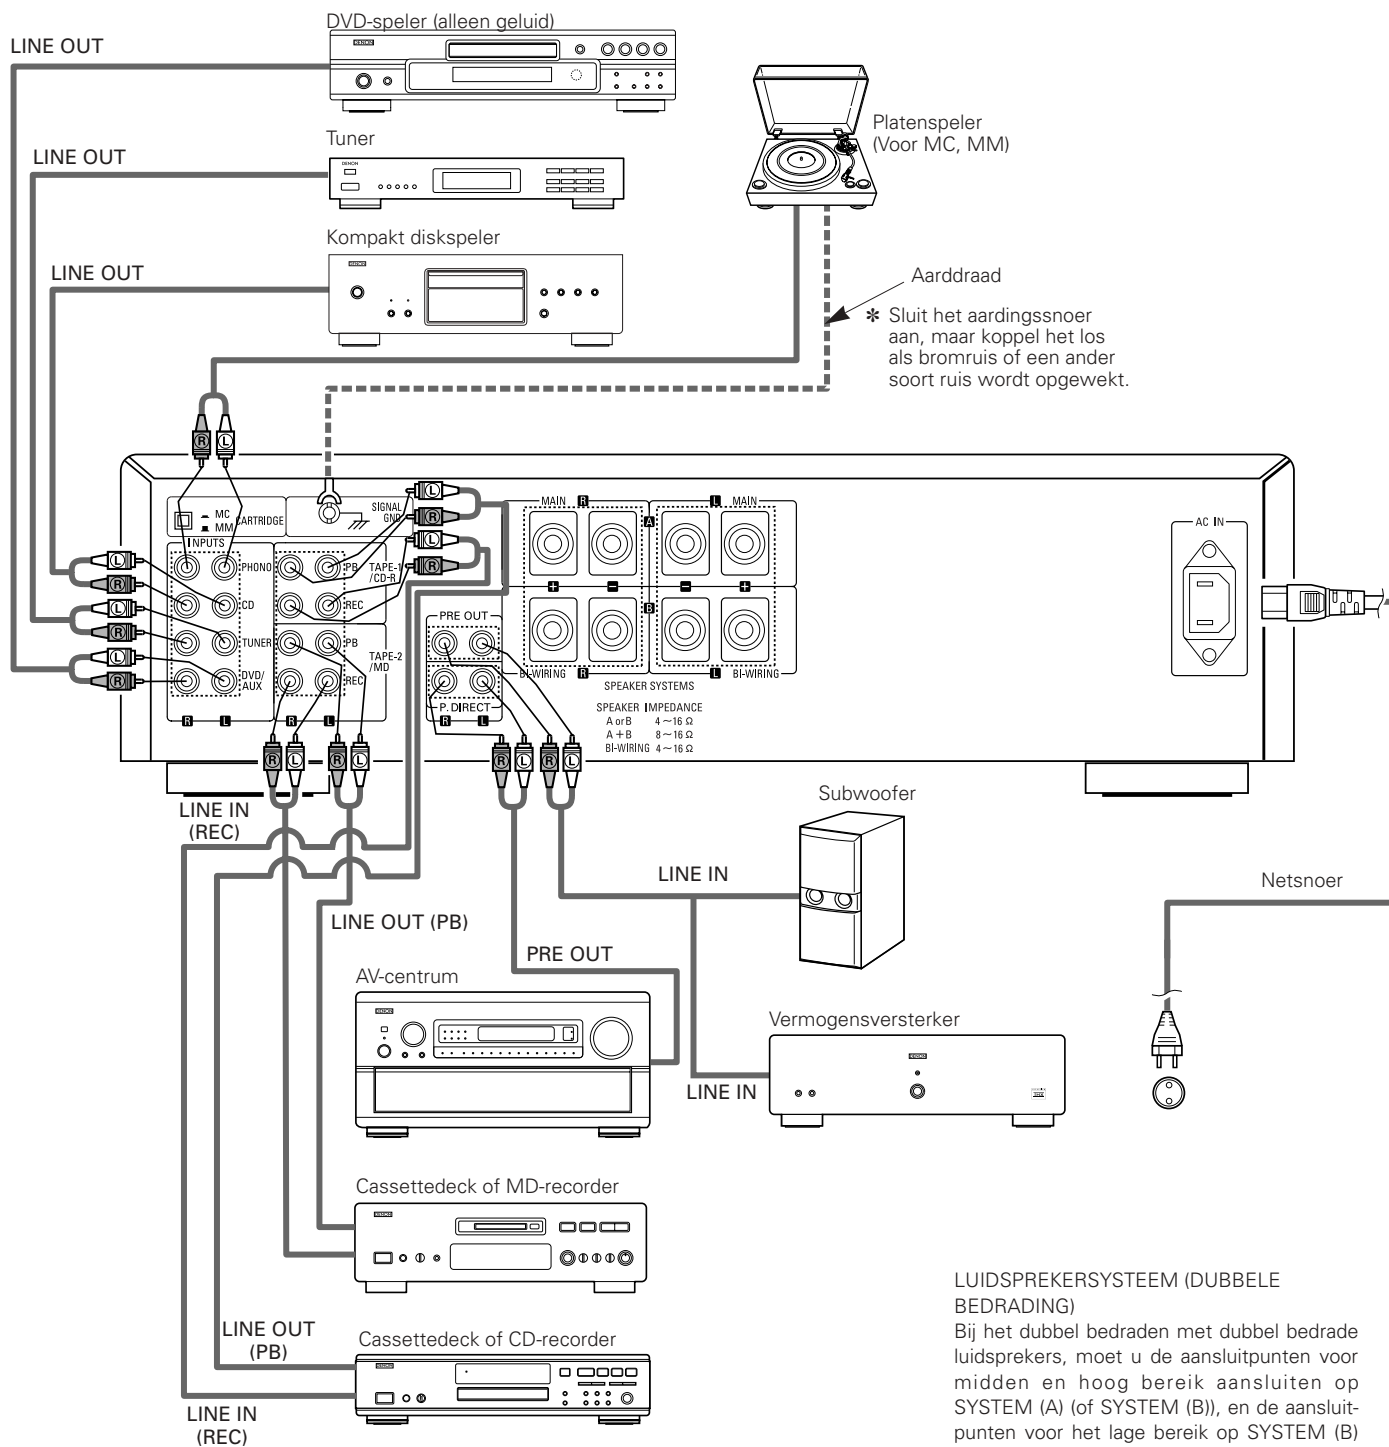 DVD-speler (alleen geluid)
LINE OUT
DENON
Tuner
LINE OUT
DENON
Platenspeler
(Voor MC, MM)
Kompakt diskspeler
LINE OUT
DENON
Aarddraad
✻ Sluit het aardingssnoer
aan, maar koppel het los
als bromruis of een ander
soort ruis wordt opgewekt.
R L
MC
MM
CARTRIDGE
SIGNAL
GND
INPUTS
PHONO
CD
TUNER
DVD/
AUX
R L
PB
TAPE-1
/CD-R
REC
PB
TAPE-2
/MD
REC
R L
L
R
L
R
L
R
L
R
L
R
PRE OUT
P. DIRECT
R L
MAIN R L MAIN
A
+ − − +
B
BI-WIRING R L BI-WIRING
SPEAKER SYSTEMS
SPEAKER IMPEDANCE
A or B 4~16 Ω
A + B 8~16 Ω
BI-WIRING 4~16 Ω
AC IN
R L R L
R L R L
LINE IN
(REC)
Subwoofer
LINE IN
Netsnoer
LINE OUT (PB)
PRE OUT
AV-centrum
DENON
Vermogensversterker
DENON
LINE IN
Cassettedeck of MD-recorder
DENON
LINE OUT
(PB)
Cassettedeck of CD-recorder
DENON
LINE IN
(REC)
LUIDSPREKERSYSTEEM (DUBBELE
BEDRADING)
Bij het dubbel bedraden met dubbel bedrade
luidsprekers, moet u de aansluitpunten voor
midden en hoog bereik aansluiten op
SYSTEM (A) (of SYSTEM (B)), en de aansluit-
punten voor het lage bereik op SYSTEM (B)